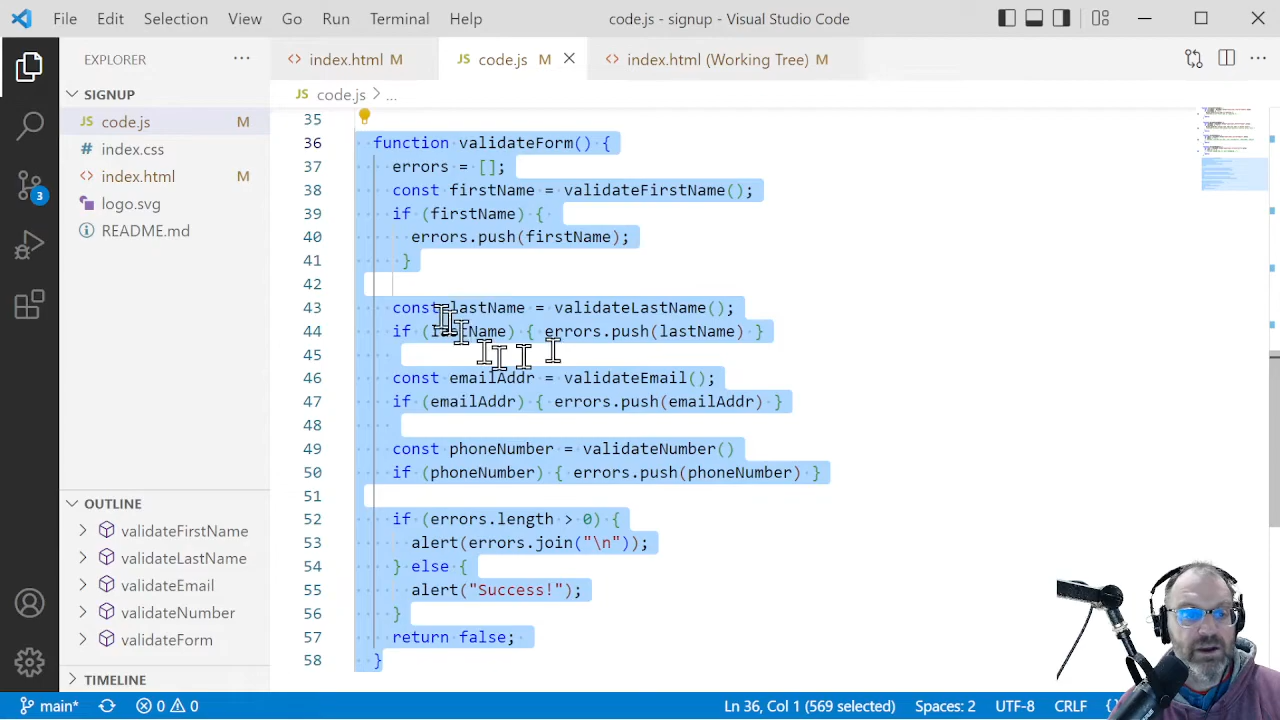 File Edit Selection View Go Run Terminal Help code.js - signup - Visual Studio Code
EXPLORER
index.html M
JS code.js M
index.html (Working Tree) M
SIGNUP
JS code.js M
index.css
index.html M
logo.svg
README.md
3
OUTLINE
validateFirstName
validateLastName
validateEmail
validateNumber
validateForm
TIMELINE
JS code.js > ...
35
36 function validateForm() {
37 errors = [];
38 const firstName = validateFirstName();
39 if (firstName) {
40 errors.push(firstName);
41 }
42
43 const lastName = validateLastName();
44 if (lastName) { errors.push(lastName) }
45
46 const emailAddr = validateEmail();
47 if (emailAddr) { errors.push(emailAddr) }
48
49 const phoneNumber = validateNumber()
50 if (phoneNumber) { errors.push(phoneNumber) }
51
52 if (errors.length > 0) {
53 alert(errors.join("\n"));
54 } else {
55 alert("Success!");
56 }
57 return false;
58 }
main* 0 0 Ln 36, Col 1 (569 selected) Spaces: 2 UTF-8 CRLF {